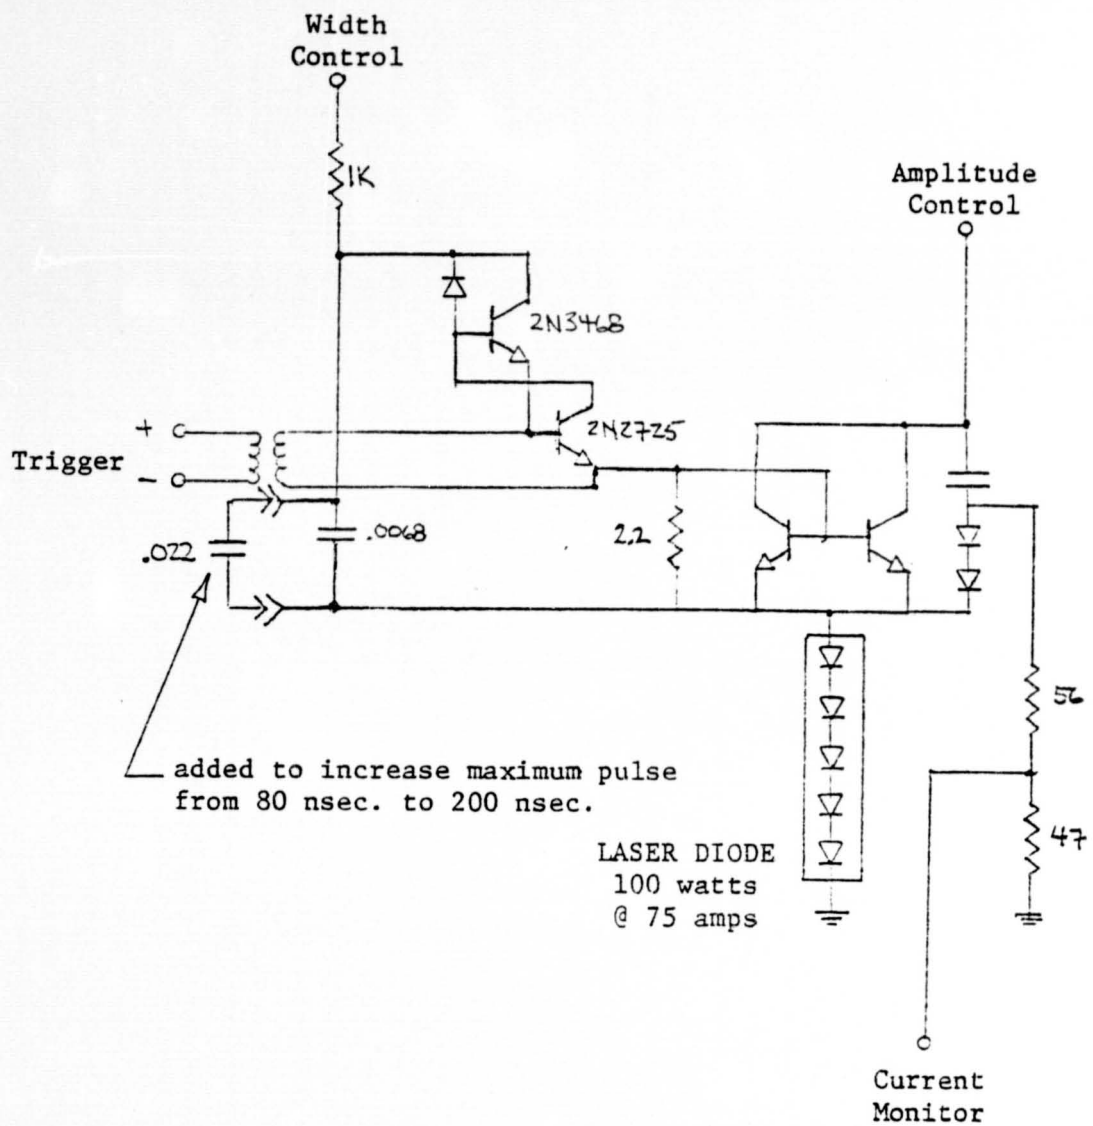 Width
Control
1K
Amplitude
Control
2N3468
+
2N2725
Trigger
-
.022
.0068
2.2
56
added to increase maximum pulse
from 80 nsec. to 200 nsec.
47
LASER DIODE
100 watts
@ 75 amps
Current
Monitor